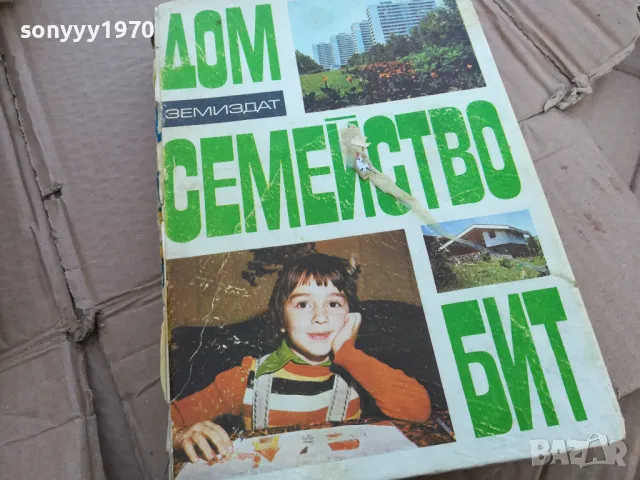 sonyyy1970
ДОМ
ЗЕМИЗДАТ
СЕМЕЙСТВО
БИТ
BAZAR